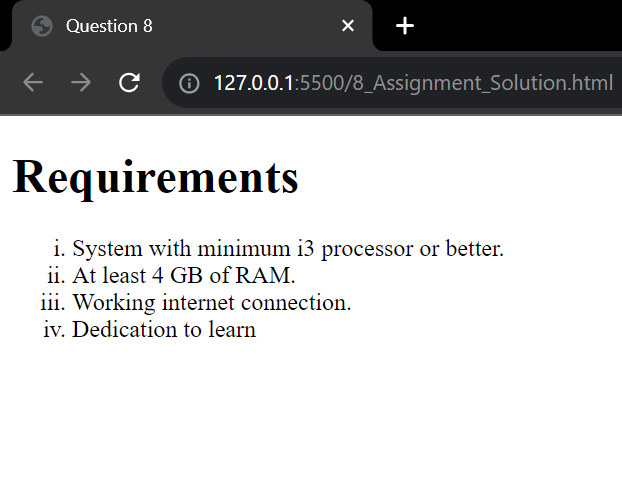 Question 8
127.0.0.1:5500/8_Assignment_Solution.html
Requirements
i. System with minimum i3 processor or better.
ii. At least 4 GB of RAM.
iii. Working internet connection.
iv. Dedication to learn